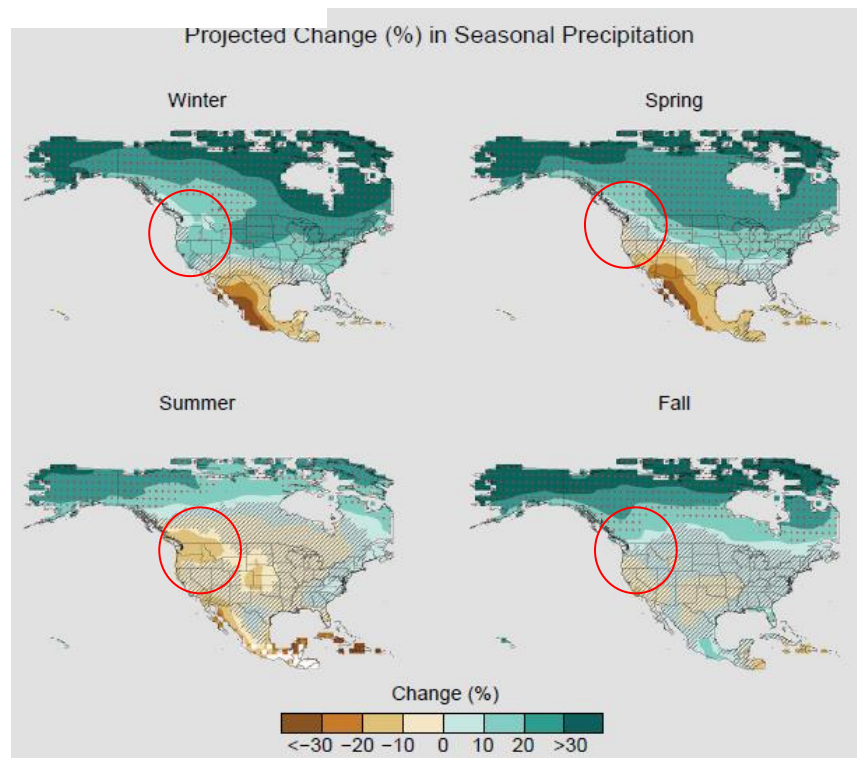 Projected Change (%) in Seasonal Precipitation
Winter
Spring
Summer
Fall
Change (%)
<−30 −20 −10 0 10 20 >30